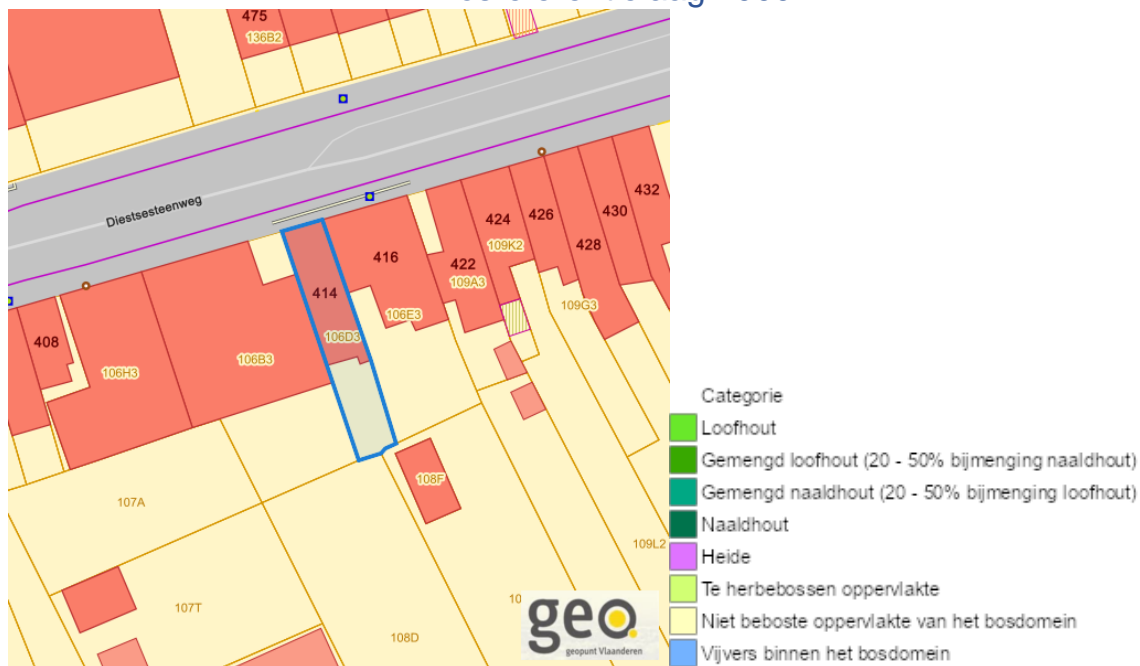 475
136B2
Diestsesteenweg
432
430
426
424
109K2
428
416
422
109A3
414
109G3
106E3
408
106D3
106B3
106H3
108F
107A
109L2
107T
108D
geo.
geopunt Vlaanderen
Categorie
Loofhout
Gemengd loofhout (20 - 50% bijmenging naaldhout)
Gemengd naaldhout (20 - 50% bijmenging loofhout)
Naaldhout
Heide
Te herbebossen oppervlakte
Niet beboste oppervlakte van het bosdomein
Vijvers binnen het bosdomein